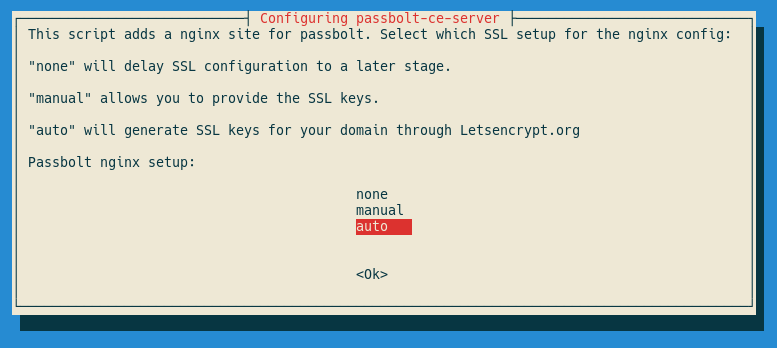 Configuring passbolt-ce-server
This script adds a nginx site for passbolt. Select which SSL setup for the nginx config:
"none" will delay SSL configuration to a later stage.
"manual" allows you to provide the SSL keys.
"auto" will generate SSL keys for your domain through Letsencrypt.org
Passbolt nginx setup:
none
manual
auto
<Ok>